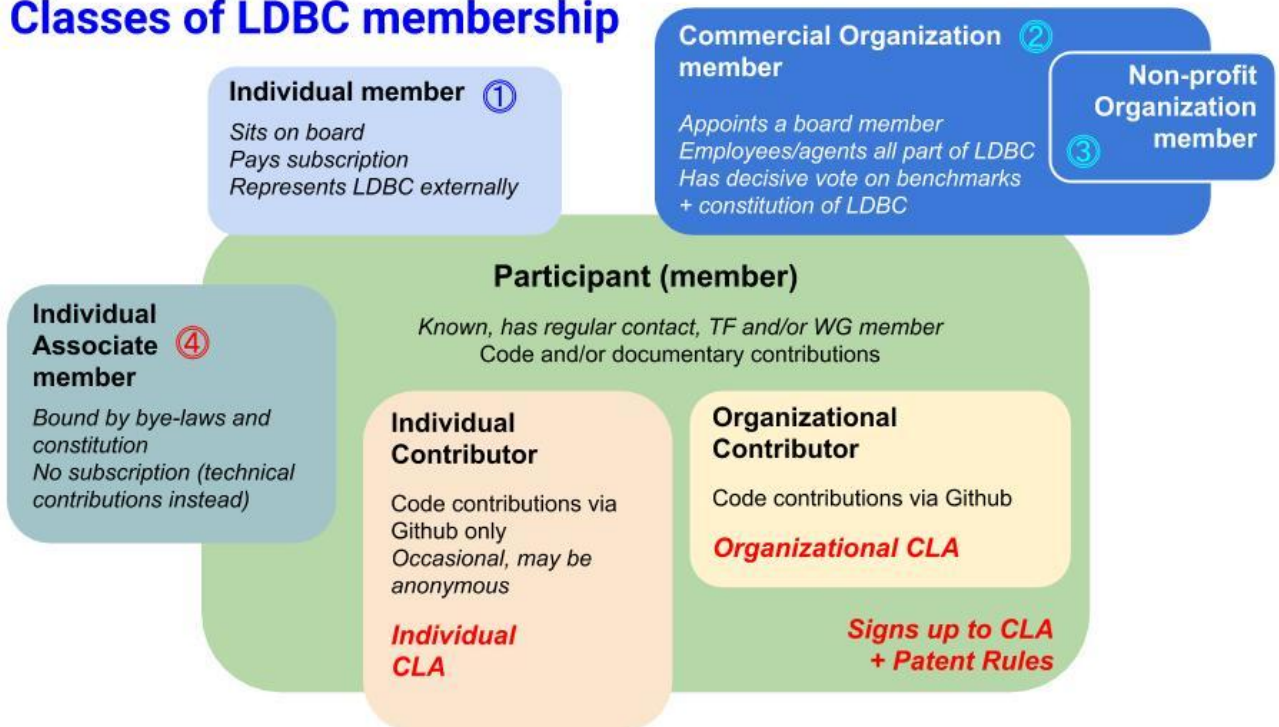 Classes of LDBC membership
Individual member ①
Sits on board
Pays subscription
Represents LDBC externally
Commercial Organization ②
member
Appoints a board member
Employees/agents all part of LDBC
Has decisive vote on benchmarks
+ constitution of LDBC
Non-profit
Organization
③ member
Participant (member)
Known, has regular contact, TF and/or WG member
Code and/or documentary contributions
Individual
Associate ④
member
Bound by bye-laws and
constitution
No subscription (technical
contributions instead)
Individual
Contributor
Code contributions via
Github only
Occasional, may be
anonymous
Individual
CLA
Organizational
Contributor
Code contributions via Github
Organizational CLA
Signs up to CLA
+ Patent Rules